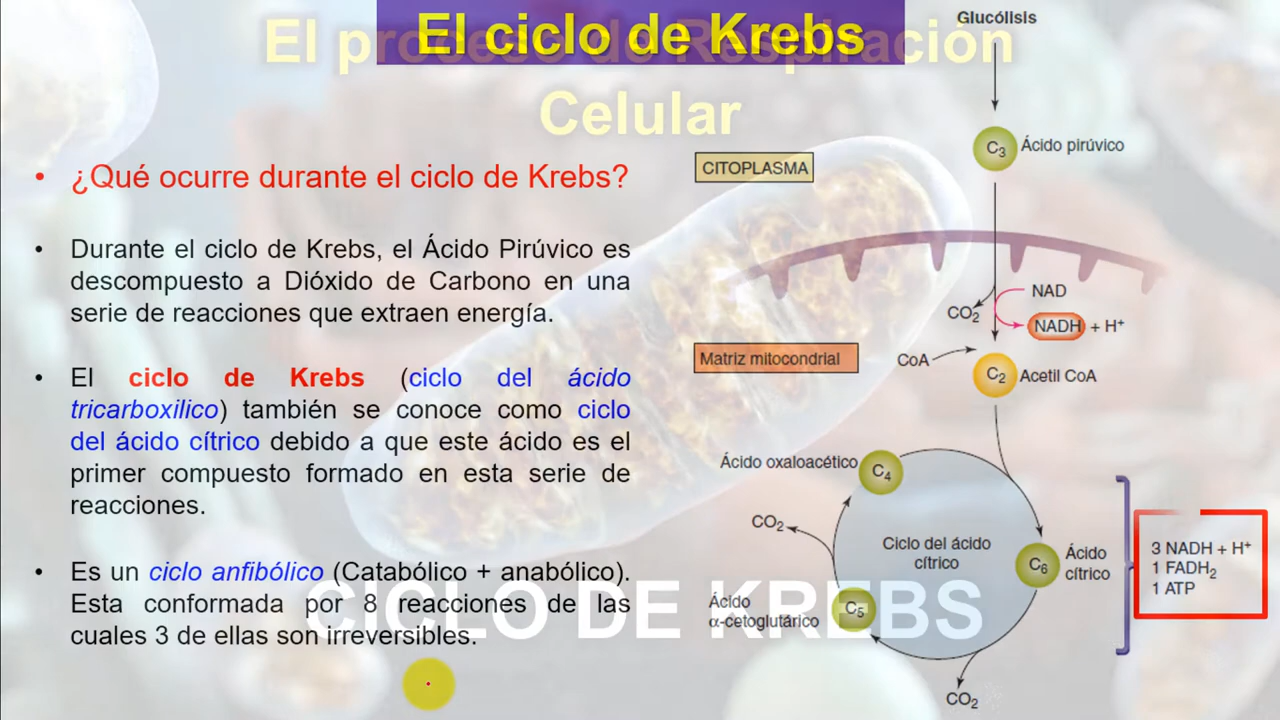 El ciclo de Krebs
El proceso de Respiración
Celular
• ¿Qué ocurre durante el ciclo de Krebs?
• Durante el ciclo de Krebs, el Ácido Pirúvico es
descompuesto a Dióxido de Carbono en una
serie de reacciones que extraen energía.
• El ciclo de Krebs (ciclo del ácido
tricarboxilico) también se conoce como ciclo
del ácido cítrico debido a que este ácido es el
primer compuesto formado en esta serie de
reacciones.
• Es un ciclo anfibólico (Catabólico + anabólico).
Esta conformada por 8 reacciones de las
cuales 3 de ellas son irreversibles.
CICLO DE KREBS
Glucólisis
C3 Ácido pirúvico
CITOPLASMA
NAD
CO2
NADH + H+
Matriz mitocondrial
CoA
C2 Acetil CoA
Ácido oxaloacético C4
CO2
Ciclo del ácido
cítrico
C6 Ácido
cítrico
Ácido
α-cetoglutárico
C5
CO2
3 NADH + H+
1 FADH2
1 ATP